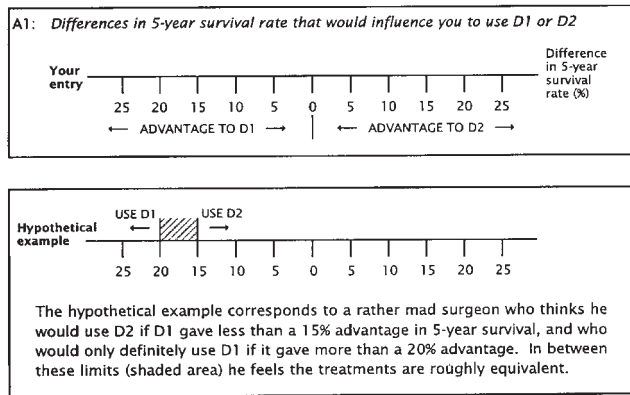 A1: Differences in 5-year survival rate that would influence you to use D1 or D2
Your entry
Difference in 5-year survival rate (%)
25 20 15 10 5 0 5 10 15 20 25
← ADVANTAGE TO D1 → ← ADVANTAGE TO D2 →
USE D1 USE D2
← →
Hypothetical example
25 20 15 10 5 0 5 10 15 20 25
The hypothetical example corresponds to a rather mad surgeon who thinks he
would use D2 if D1 gave less than a 15% advantage in 5-year survival, and who
would only definitely use D1 if it gave more than a 20% advantage. In between
these limits (shaded area) he feels the treatments are roughly equivalent.